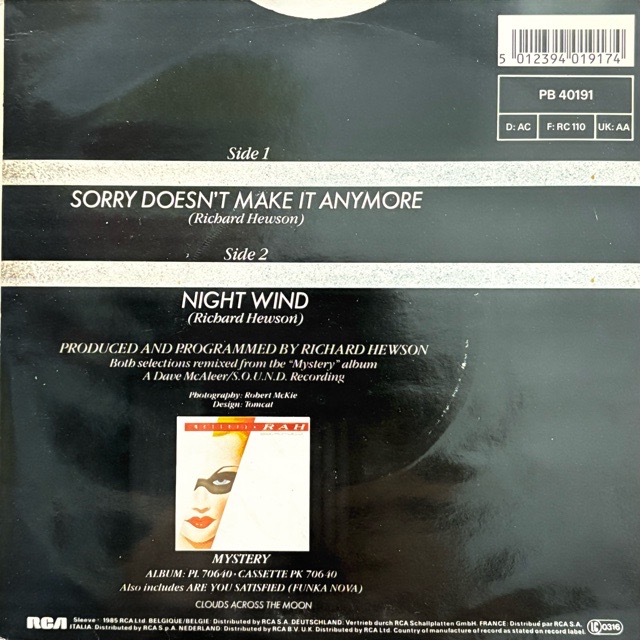 5 012394 019174
PB 40191
D: AC F: RC 110 UK: AA
Side 1
SORRY DOESN'T MAKE IT ANYMORE
(Richard Hewson)
Side 2
NIGHT WIND
(Richard Hewson)
PRODUCED AND PROGRAMMED BY RICHARD HEWSON
Both selections remixed from the "Mystery" album
A Dave McAleer/S.O.U.N.D. Recording
Photography: Robert McKie
Design: Tomcat
MYSTERY • RAH
MYSTERY
ALBUM: PL 70640 · CASSETTE PK 70640
Also includes ARE YOU SATISFIED (FUNKA NOVA)
CLOUDS ACROSS THE MOON
RCA Sleeve · 1985 RCA Ltd. BELGIQUE/BELGIE: Distributed by RCA S.A. DEUTSCHLAND: Vertrieb durch RCA Schallplatten GmbH. FRANCE: Distribué par RCA S.A.
ITALIA: Distributed by RCA S.p.A. NEDERLAND: Distributed by RCA B.V. U.K. Distributed by RCA Ltd. Country of manufacture of record as stated on record label. LC 0316